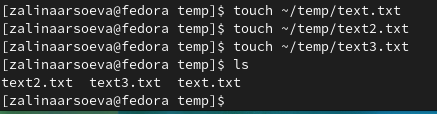 [zalinaarsoeva@fedora temp]$ touch ~/temp/text.txt
[zalinaarsoeva@fedora temp]$ touch ~/temp/text2.txt
[zalinaarsoeva@fedora temp]$ touch ~/temp/text3.txt
[zalinaarsoeva@fedora temp]$ ls
text2.txt  text3.txt  text.txt
[zalinaarsoeva@fedora temp]$